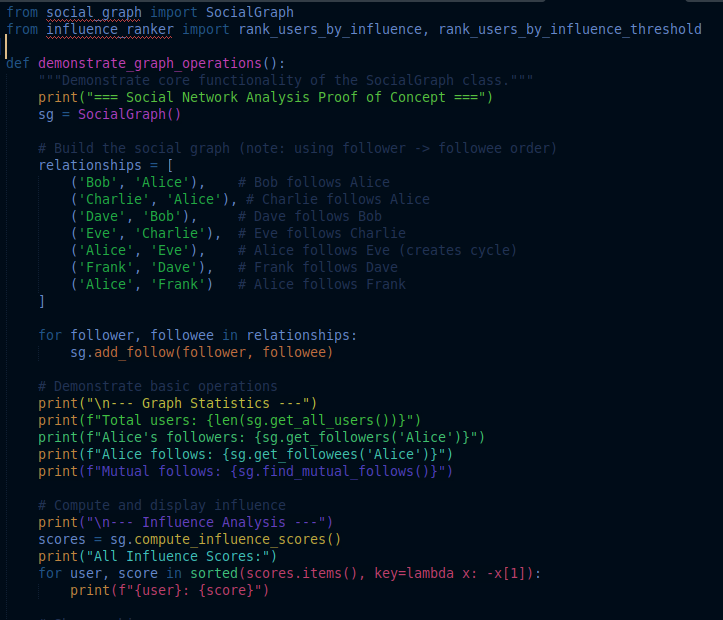 from social_graph import SocialGraph
from influence_ranker import rank_users_by_influence, rank_users_by_influence_threshold

def demonstrate_graph_operations():
    """Demonstrate core functionality of the SocialGraph class."""
    print("=== Social Network Analysis Proof of Concept ===")
    sg = SocialGraph()

    # Build the social graph (note: using follower -> followee order)
    relationships = [
        ('Bob', 'Alice'),    # Bob follows Alice
        ('Charlie', 'Alice'), # Charlie follows Alice
        ('Dave', 'Bob'),     # Dave follows Bob
        ('Eve', 'Charlie'),  # Eve follows Charlie
        ('Alice', 'Eve'),    # Alice follows Eve (creates cycle)
        ('Frank', 'Dave'),   # Frank follows Dave
        ('Alice', 'Frank')   # Alice follows Frank
    ]

    for follower, followee in relationships:
        sg.add_follow(follower, followee)

    # Demonstrate basic operations
    print("\n--- Graph Statistics ---")
    print(f"Total users: {len(sg.get_all_users())}")
    print(f"Alice's followers: {sg.get_followers('Alice')}")
    print(f"Alice follows: {sg.get_followees('Alice')}")
    print(f"Mutual follows: {sg.find_mutual_follows()}")

    # Compute and display influence
    print("\n--- Influence Analysis ---")
    scores = sg.compute_influence_scores()
    print("All Influence Scores:")
    for user, score in sorted(scores.items(), key=lambda x: -x[1]):
        print(f"{user}: {score}")